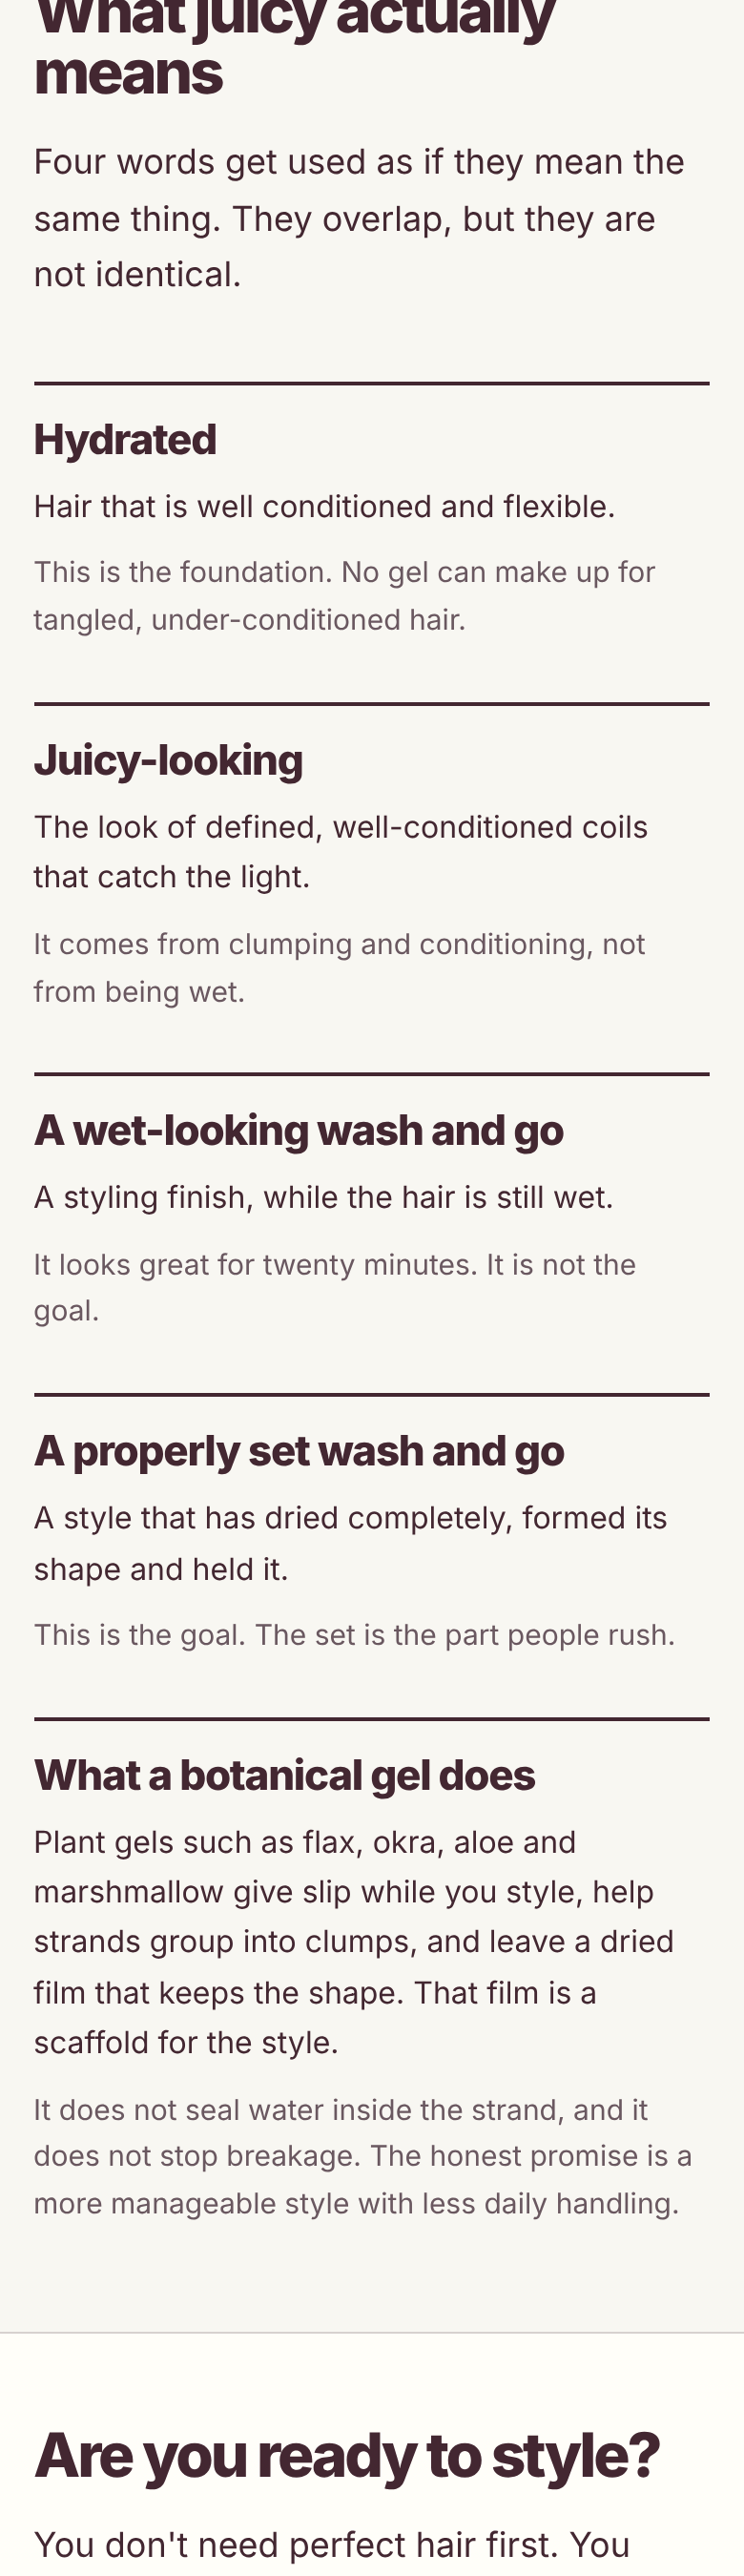 What juicy actually
means
Four words get used as if they mean the
same thing. They overlap, but they are
not identical.
Hydrated
Hair that is well conditioned and flexible.
This is the foundation. No gel can make up for
tangled, under-conditioned hair.
Juicy-looking
The look of defined, well-conditioned coils
that catch the light.
It comes from clumping and conditioning, not
from being wet.
A wet-looking wash and go
A styling finish, while the hair is still wet.
It looks great for twenty minutes. It is not the
goal.
A properly set wash and go
A style that has dried completely, formed its
shape and held it.
This is the goal. The set is the part people rush.
What a botanical gel does
Plant gels such as flax, okra, aloe and
marshmallow give slip while you style, help
strands group into clumps, and leave a dried
film that keeps the shape. That film is a
scaffold for the style.
It does not seal water inside the strand, and it
does not stop breakage. The honest promise is a
more manageable style with less daily handling.
Are you ready to style?
You don't need perfect hair first. You